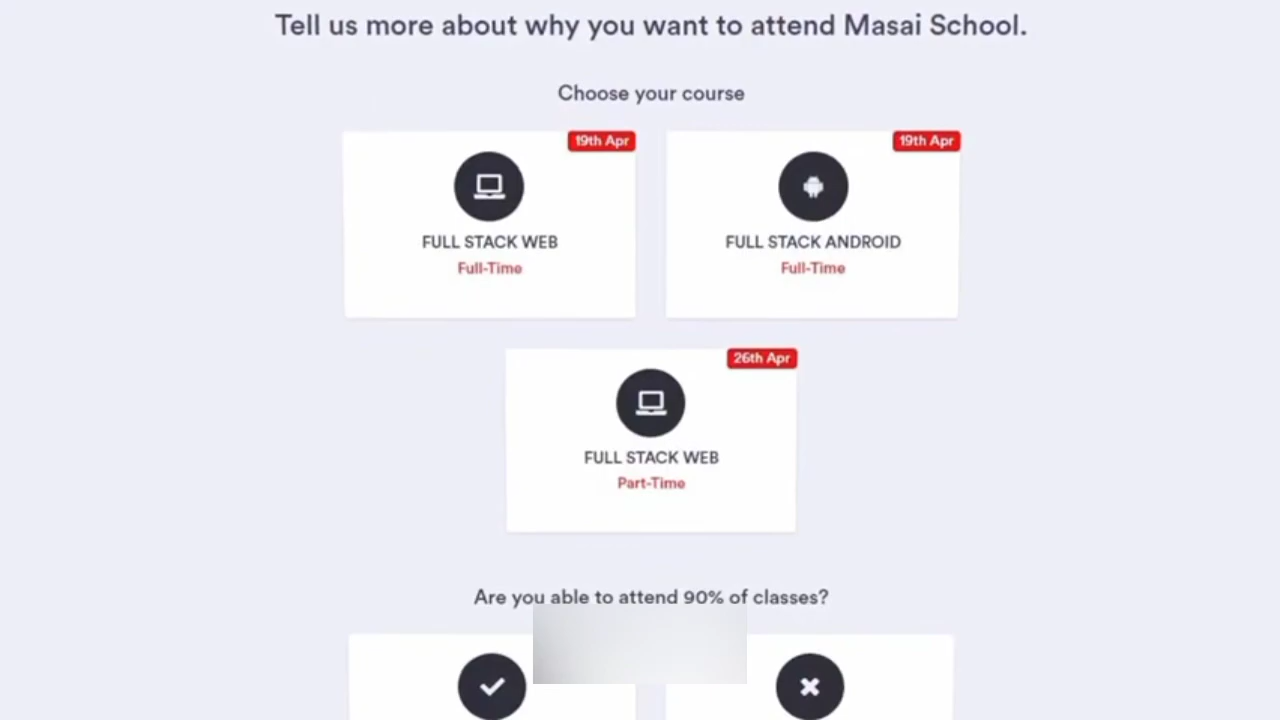 Tell us more about why you want to attend Masai School.
Choose your course
19th Apr
19th Apr
FULL STACK WEB
FULL STACK ANDROID
Full-Time
Full-Time
26th Apr
FULL STACK WEB
Part-Time
Are you able to attend 90% of classes?